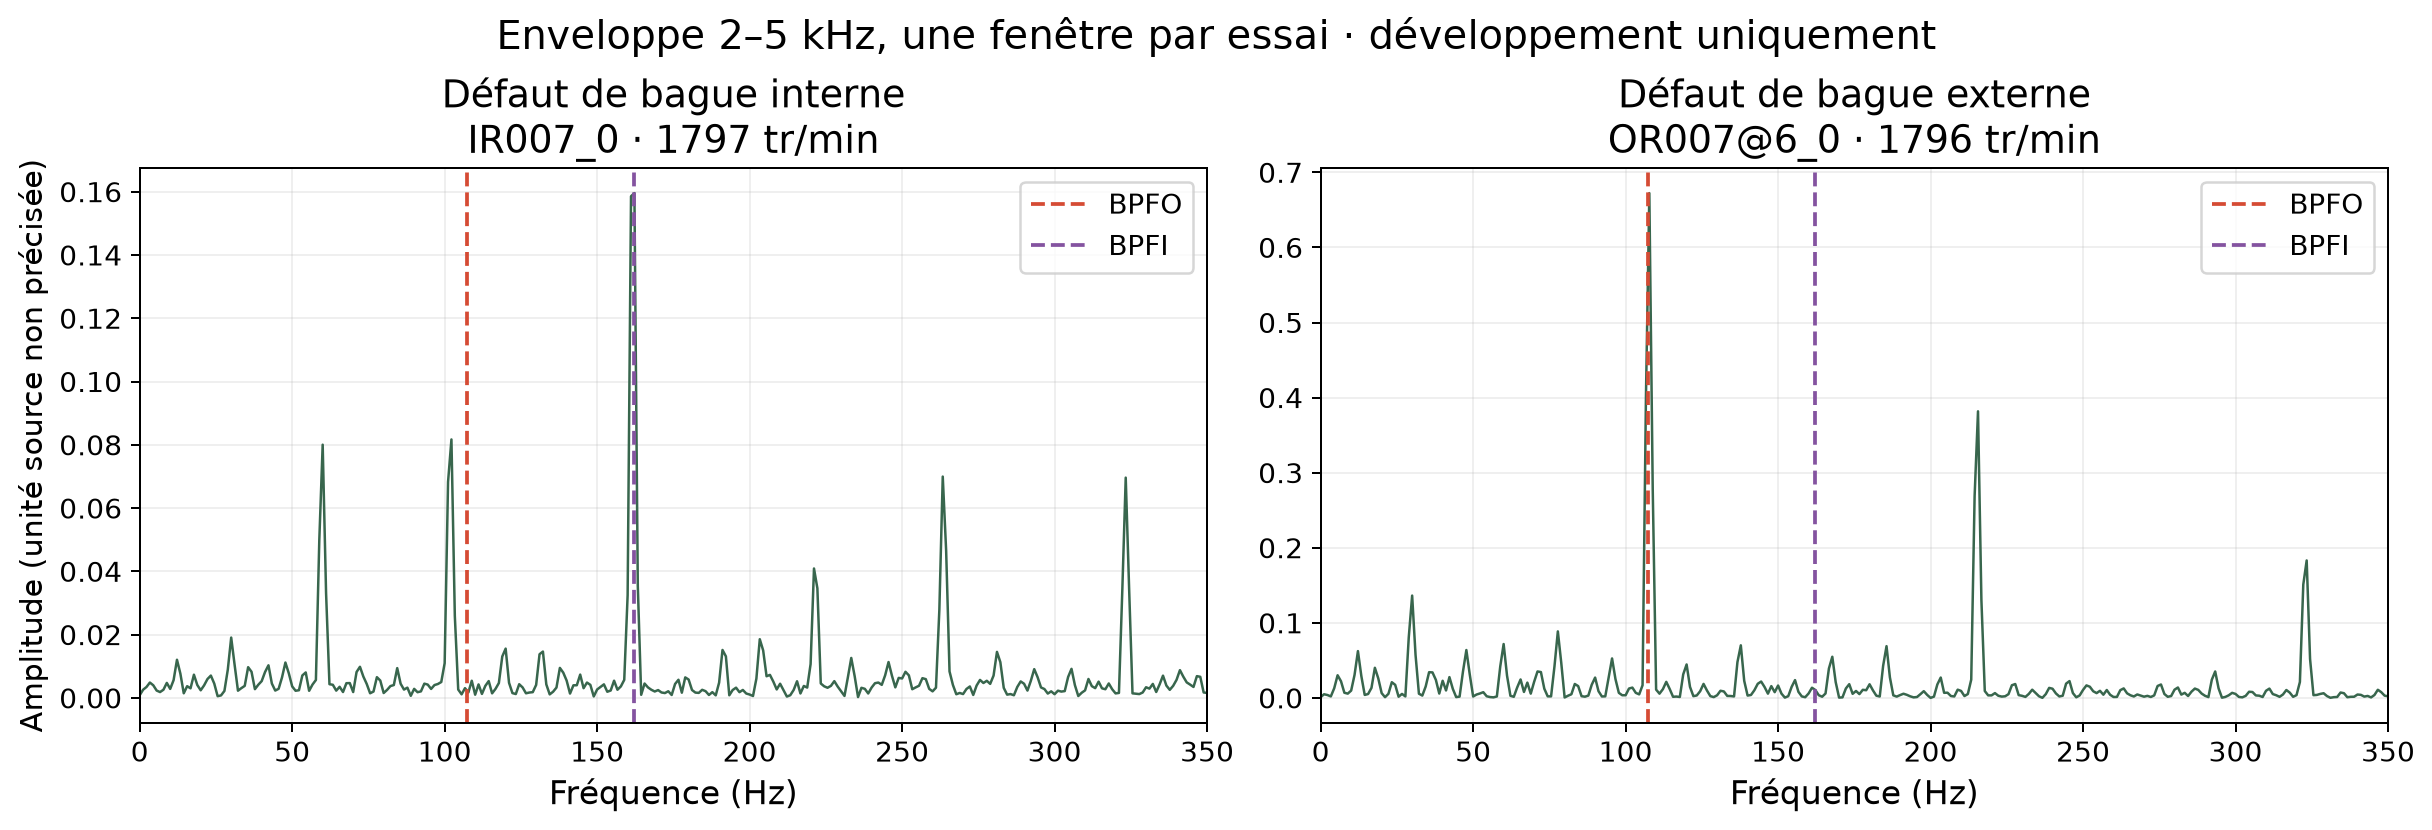 Enveloppe 2–5 kHz, une fenêtre par essai · développement uniquement
Défaut de bague interne
IR007_0 · 1797 tr/min
Amplitude (unité source non précisée)
0.16
0.14
0.12
0.10
0.08
0.06
0.04
0.02
0.00
BPFO
BPFI
0 50 100 150 200 250 300 350
Fréquence (Hz)
Défaut de bague externe
OR007@6_0 · 1796 tr/min
0.7
0.6
0.5
0.4
0.3
0.2
0.1
0.0
BPFO
BPFI
0 50 100 150 200 250 300 350
Fréquence (Hz)